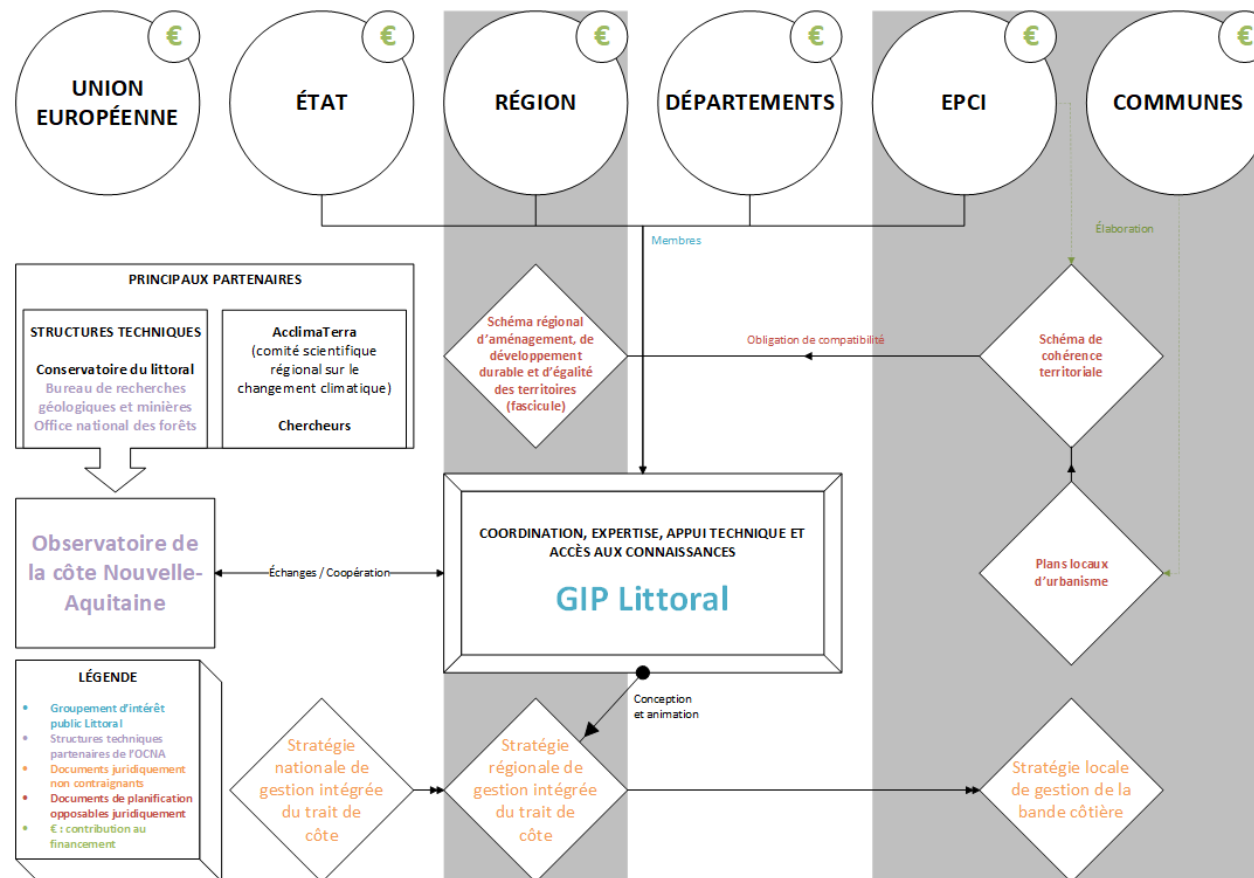 €
€
€
€
€
€
UNION
EUROPÉENNE
ÉTAT
RÉGION
DÉPARTEMENTS
EPCI
COMMUNES
Membres
Élaboration
PRINCIPAUX PARTENAIRES
STRUCTURES TECHNIQUES
Conservatoire du littoral
Bureau de recherches
géologiques et minières
Office national des forêts
AcclimaTerra
(comité scientifique
régional sur le
changement climatique)
Chercheurs
Schéma régional
d'aménagement, de
développement
durable et d'égalité
des territoires
(fascicule)
Obligation de compatibilité
Schéma de
cohérence
territoriale
Observatoire de
la côte Nouvelle-
Aquitaine
Échanges / Coopération
COORDINATION, EXPERTISE, APPUI TECHNIQUE ET
ACCÈS AUX CONNAISSANCES
GIP Littoral
Plans locaux
d'urbanisme
Conception
et animation
LÉGENDE
• Groupement d'intérêt
public Littoral
• Structures techniques
partenaires de l'OCNA
• Documents juridiquement
non contraignants
• Documents de planification
opposables juridiquement
• € : contribution au
financement
Stratégie
nationale de
gestion intégrée
du trait de
côte
Stratégie
régionale de
gestion intégrée
du trait de
côte
Stratégie locale
de gestion de la
bande côtière